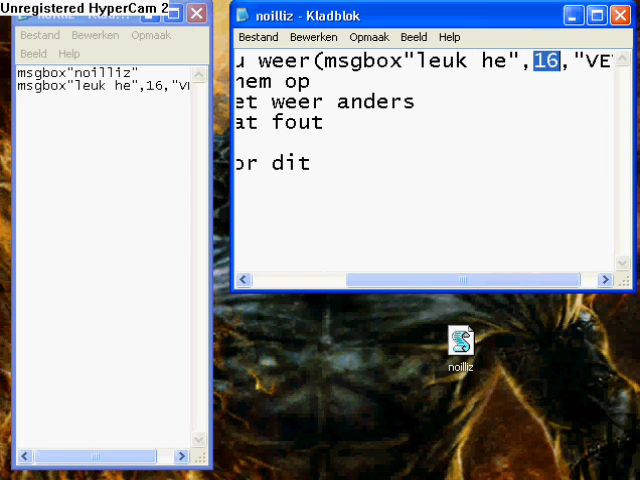 Unregistered HyperCam 2
Bestand Bewerken Opmaak
Beeld Help
msgbox"noilliz"
msgbox"leuk he",16,"VE
noilliz - Kladblok
Bestand Bewerken Opmaak Beeld Help
u weer(msgbox"leuk he",16,"VE
hem op
et weer anders
at fout
or dit
noilliz